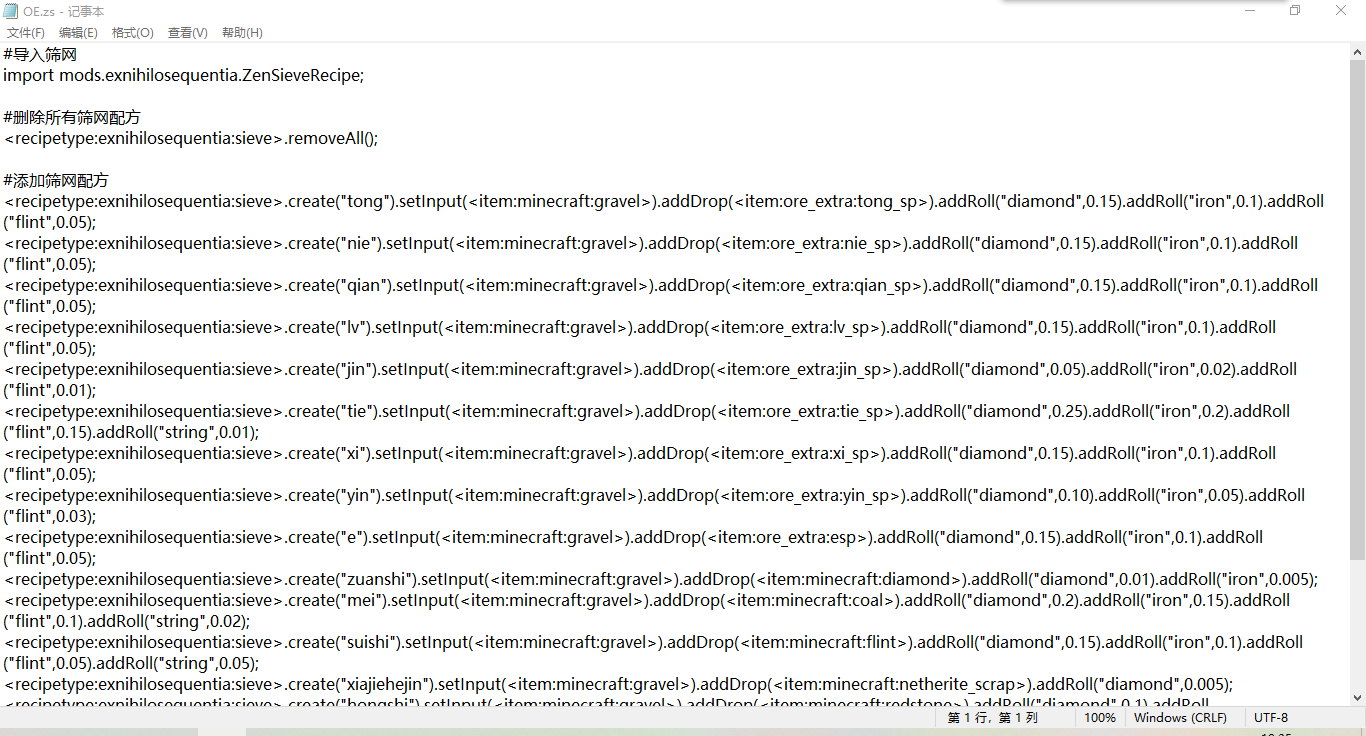 OE.zs - 记事本
文件(F) 编辑(E) 格式(O) 查看(V) 帮助(H)
#导入筛网
import mods.exnihilosequentia.ZenSieveRecipe;
#删除所有筛网配方
<recipetype:exnihilosequentia:sieve>.removeAll();
#添加筛网配方
<recipetype:exnihilosequentia:sieve>.create("tong").setInput(<item:minecraft:gravel>).addDrop(<item:ore_extra:tong_sp>).addRoll("diamond",0.15).addRoll("iron",0.1).addRoll
("flint",0.05);
<recipetype:exnihilosequentia:sieve>.create("nie").setInput(<item:minecraft:gravel>).addDrop(<item:ore_extra:nie_sp>).addRoll("diamond",0.15).addRoll("iron",0.1).addRoll
("flint",0.05);
<recipetype:exnihilosequentia:sieve>.create("qian").setInput(<item:minecraft:gravel>).addDrop(<item:ore_extra:qian_sp>).addRoll("diamond",0.15).addRoll("iron",0.1).addRoll
("flint",0.05);
<recipetype:exnihilosequentia:sieve>.create("lv").setInput(<item:minecraft:gravel>).addDrop(<item:ore_extra:lv_sp>).addRoll("diamond",0.15).addRoll("iron",0.1).addRoll
("flint",0.05);
<recipetype:exnihilosequentia:sieve>.create("jin").setInput(<item:minecraft:gravel>).addDrop(<item:ore_extra:jin_sp>).addRoll("diamond",0.05).addRoll("iron",0.02).addRoll
("flint",0.01);
<recipetype:exnihilosequentia:sieve>.create("tie").setInput(<item:minecraft:gravel>).addDrop(<item:ore_extra:tie_sp>).addRoll("diamond",0.25).addRoll("iron",0.2).addRoll
("flint",0.15).addRoll("string",0.01);
<recipetype:exnihilosequentia:sieve>.create("xi").setInput(<item:minecraft:gravel>).addDrop(<item:ore_extra:xi_sp>).addRoll("diamond",0.15).addRoll("iron",0.1).addRoll
("flint",0.05);
<recipetype:exnihilosequentia:sieve>.create("yin").setInput(<item:minecraft:gravel>).addDrop(<item:ore_extra:yin_sp>).addRoll("diamond",0.10).addRoll("iron",0.05).addRoll
("flint",0.03);
<recipetype:exnihilosequentia:sieve>.create("e").setInput(<item:minecraft:gravel>).addDrop(<item:ore_extra:esp>).addRoll("diamond",0.15).addRoll("iron",0.1).addRoll
("flint",0.05);
<recipetype:exnihilosequentia:sieve>.create("zuanshi").setInput(<item:minecraft:gravel>).addDrop(<item:minecraft:diamond>).addRoll("diamond",0.01).addRoll("iron",0.005);
<recipetype:exnihilosequentia:sieve>.create("mei").setInput(<item:minecraft:gravel>).addDrop(<item:minecraft:coal>).addRoll("diamond",0.2).addRoll("iron",0.15).addRoll
("flint",0.1).addRoll("string",0.02);
<recipetype:exnihilosequentia:sieve>.create("suishi").setInput(<item:minecraft:gravel>).addDrop(<item:minecraft:flint>).addRoll("diamond",0.15).addRoll("iron",0.1).addRoll
("flint",0.05).addRoll("string",0.05);
<recipetype:exnihilosequentia:sieve>.create("xiajiehejin").setInput(<item:minecraft:gravel>).addDrop(<item:minecraft:netherite_scrap>).addRoll("diamond",0.005);
<recipetype:exnihilosequentia:sieve>.create("hongshi").setInput(<item:minecraft:gravel>).addDrop(<item:minecraft:redstone>).addRoll("diamond",0.1).addRoll
第 1 行，第 1 列 100% Windows (CRLF) UTF-8